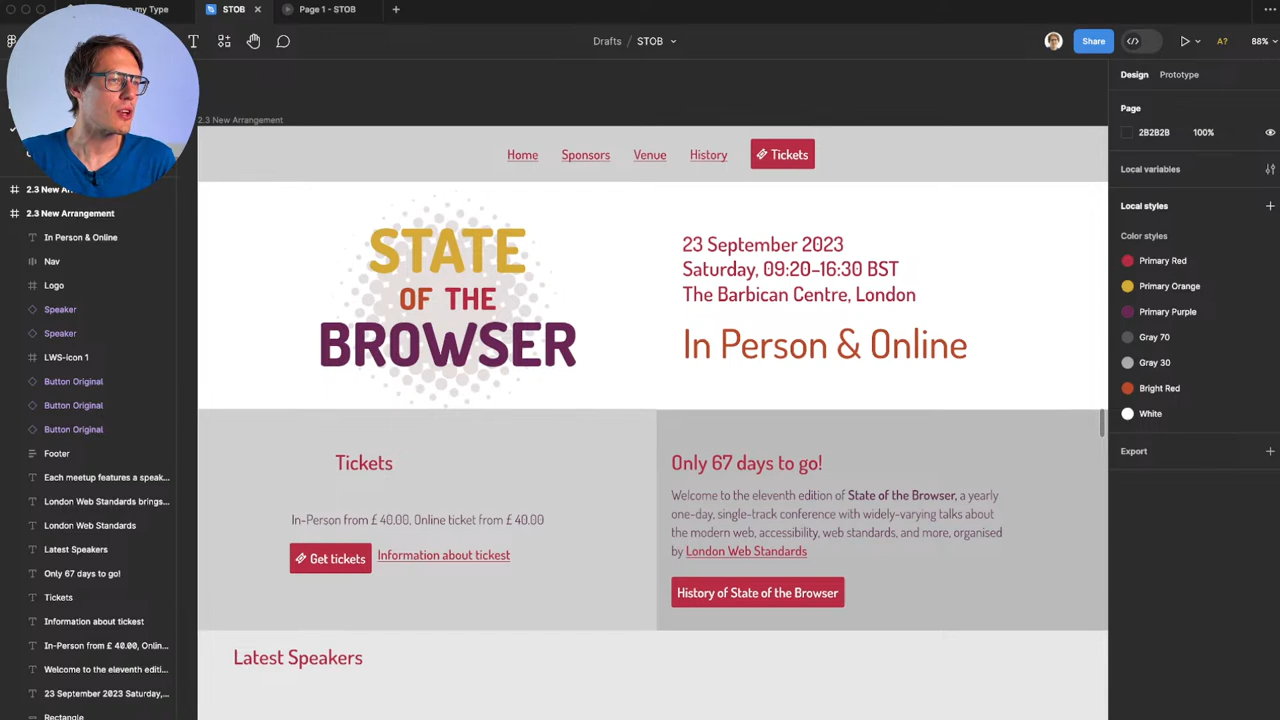 STOB
Page 1 - STOB
Drafts / STOB
Share
A?
88%
Design
Prototype
Page
2B2B2B
100%
Local variables
Local styles
Color styles
Primary Red
Primary Orange
Primary Purple
Gray 70
Gray 30
Bright Red
White
Export
2.3 New Arrangement
In Person & Online
Nav
Logo
Speaker
Speaker
LWS-icon 1
Button Original
Button Original
Button Original
Footer
Each meetup features a speak...
London Web Standards brings...
London Web Standards
Latest Speakers
Only 67 days to go!
Tickets
Information about tickest
In-Person from £ 40.00, Onlin...
Welcome to the eleventh editi...
23 September 2023 Saturday,...
Rectangle
2.3 New Arrangement
Home
Sponsors
Venue
History
Tickets
STATE
OF THE
BROWSER
23 September 2023
Saturday, 09:20–16:30 BST
The Barbican Centre, London
In Person & Online
Tickets
In-Person from £ 40.00, Online ticket from £ 40.00
Get tickets
Information about tickest
Only 67 days to go!
Welcome to the eleventh edition of State of the Browser, a yearly
one-day, single-track conference with widely-varying talks about
the modern web, accessibility, web standards, and more, organised
by London Web Standards
History of State of the Browser
Latest Speakers